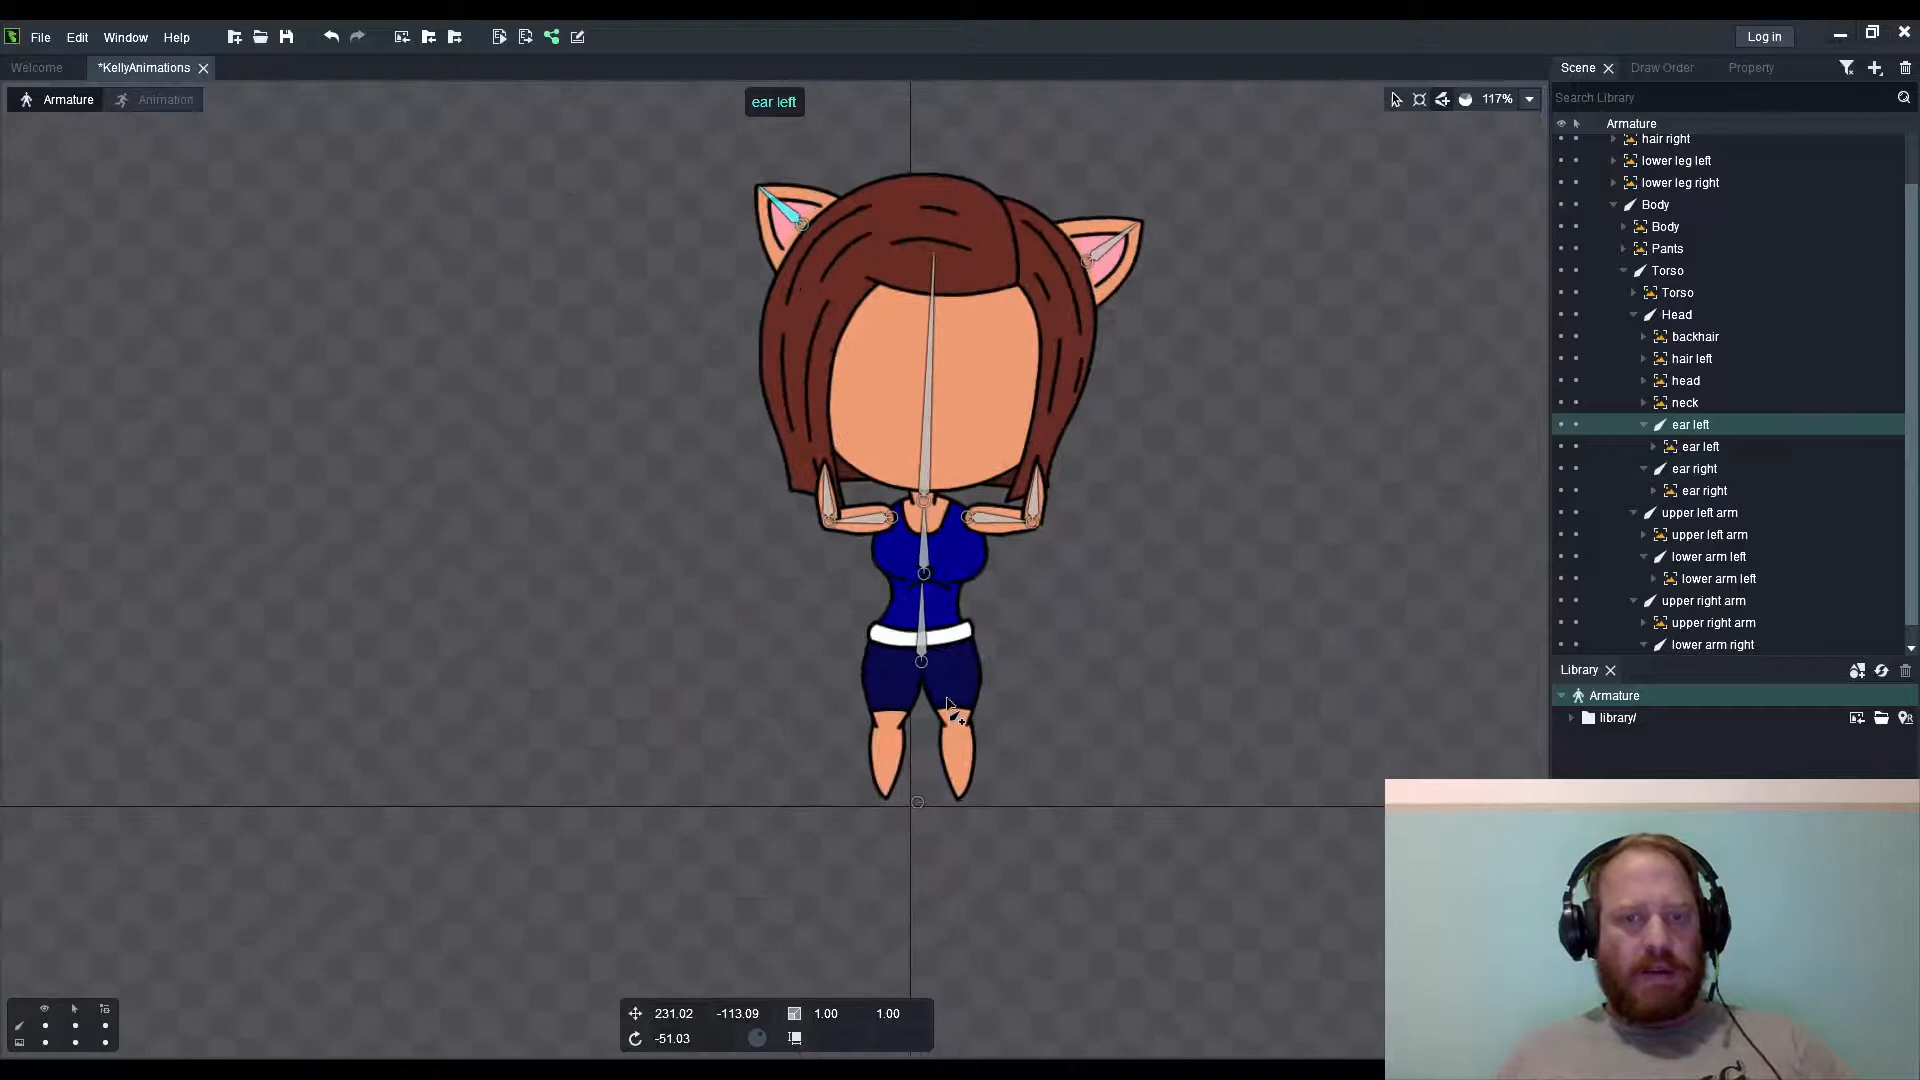 File Edit Window Help
Log in
Welcome
*KellyAnimations
Scene
Draw Order
Property
Armature
Animation
ear left
117%
Search Library
Armature
hair right
lower leg left
lower leg right
Body
Body
Pants
Torso
Torso
Head
backhair
hair left
head
neck
ear left
ear left
ear right
ear right
upper left arm
upper left arm
lower arm left
lower arm left
upper right arm
upper right arm
lower arm right
Library
Armature
library/
231.02 -113.09 1.00 1.00
-51.03